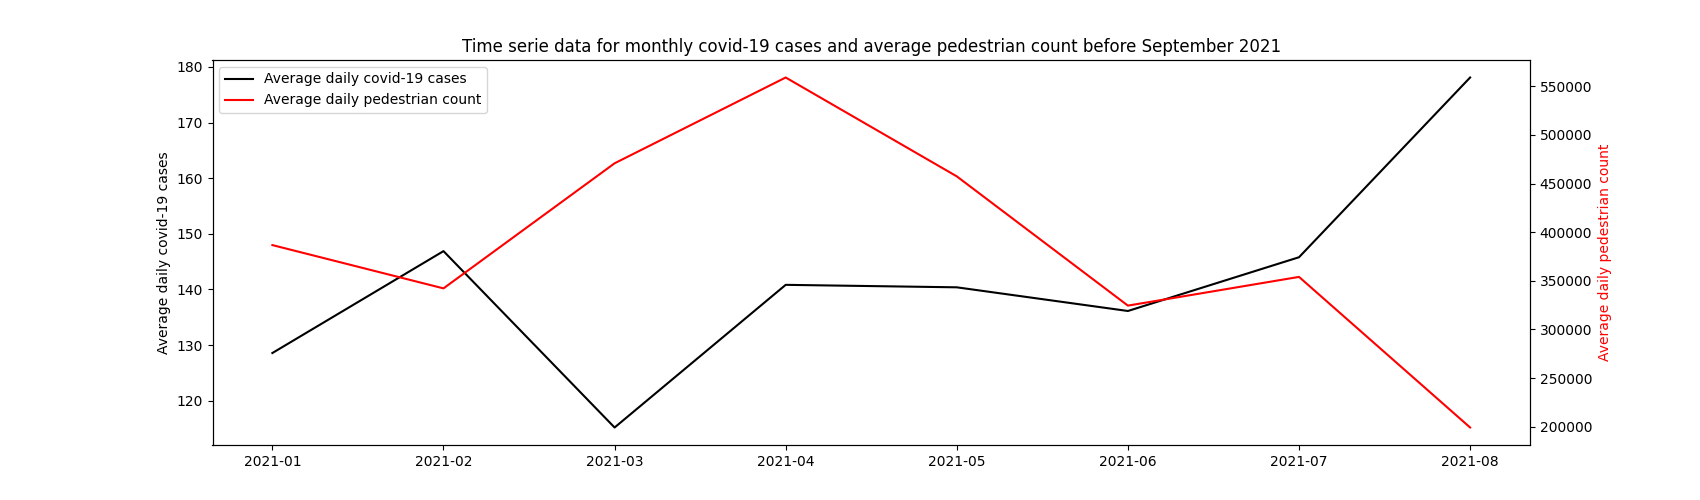 Time serie data for monthly covid-19 cases and average pedestrian count before September 2021
Average daily covid-19 cases
Average daily pedestrian count
Average daily covid-19 cases
180
170
160
150
140
130
120
550000
500000
450000
400000
350000
300000
250000
200000
Average daily pedestrian count
2021-01 2021-02 2021-03 2021-04 2021-05 2021-06 2021-07 2021-08